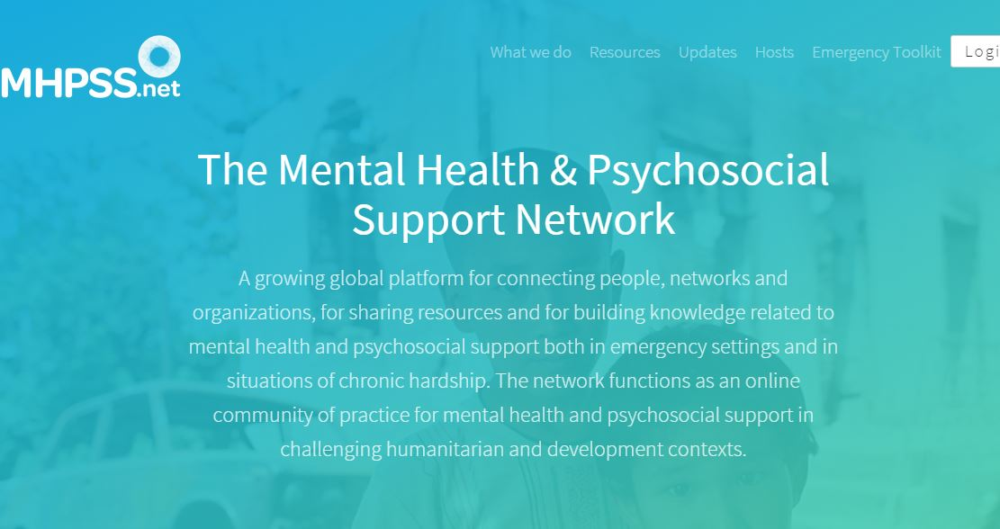 MHPSS.net
What we do Resources Updates Hosts Emergency Toolkit Logi
The Mental Health & Psychosocial
Support Network
A growing global platform for connecting people, networks and
organizations, for sharing resources and for building knowledge related to
mental health and psychosocial support both in emergency settings and in
situations of chronic hardship. The network functions as an online
community of practice for mental health and psychosocial support in
challenging humanitarian and development contexts.